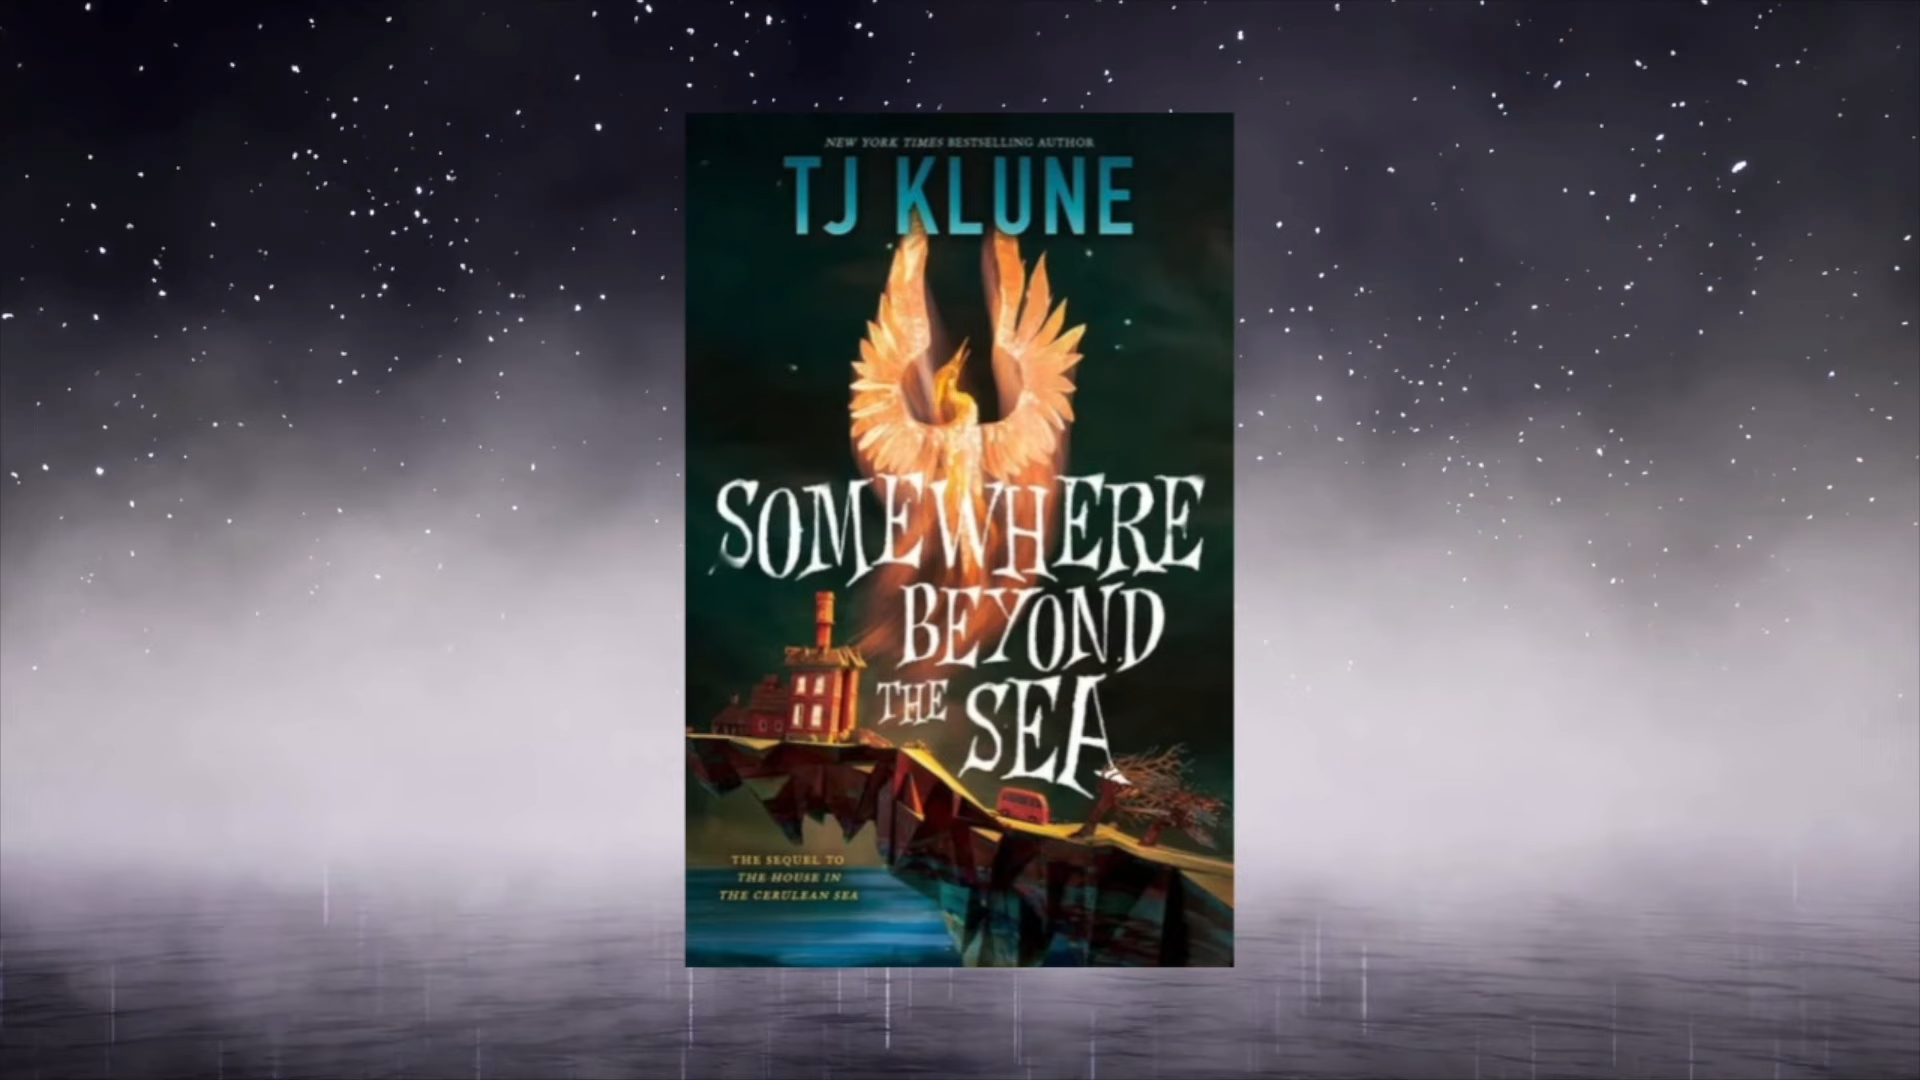 NEW YORK TIMES BESTSELLING AUTHOR
TJ KLUNE
SOMEWHERE
BEYOND
THE SEA
THE SEQUEL TO
THE HOUSE IN
THE CERULEAN SEA